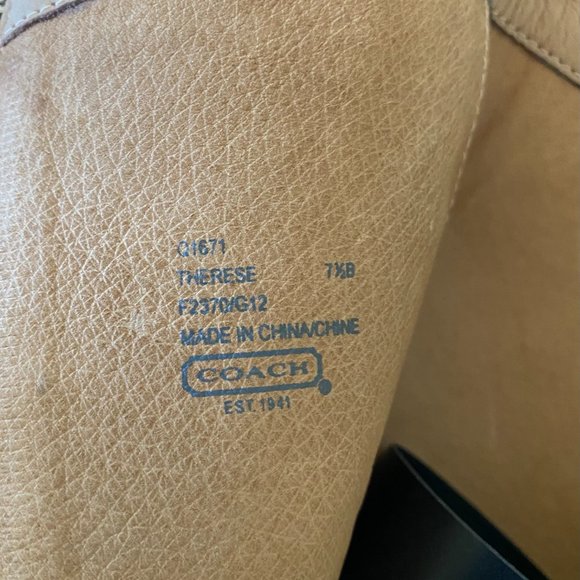 Q1671
THERESE 7½B
F2370/G12
MADE IN CHINA/CHINE
COACH
EST. 1941